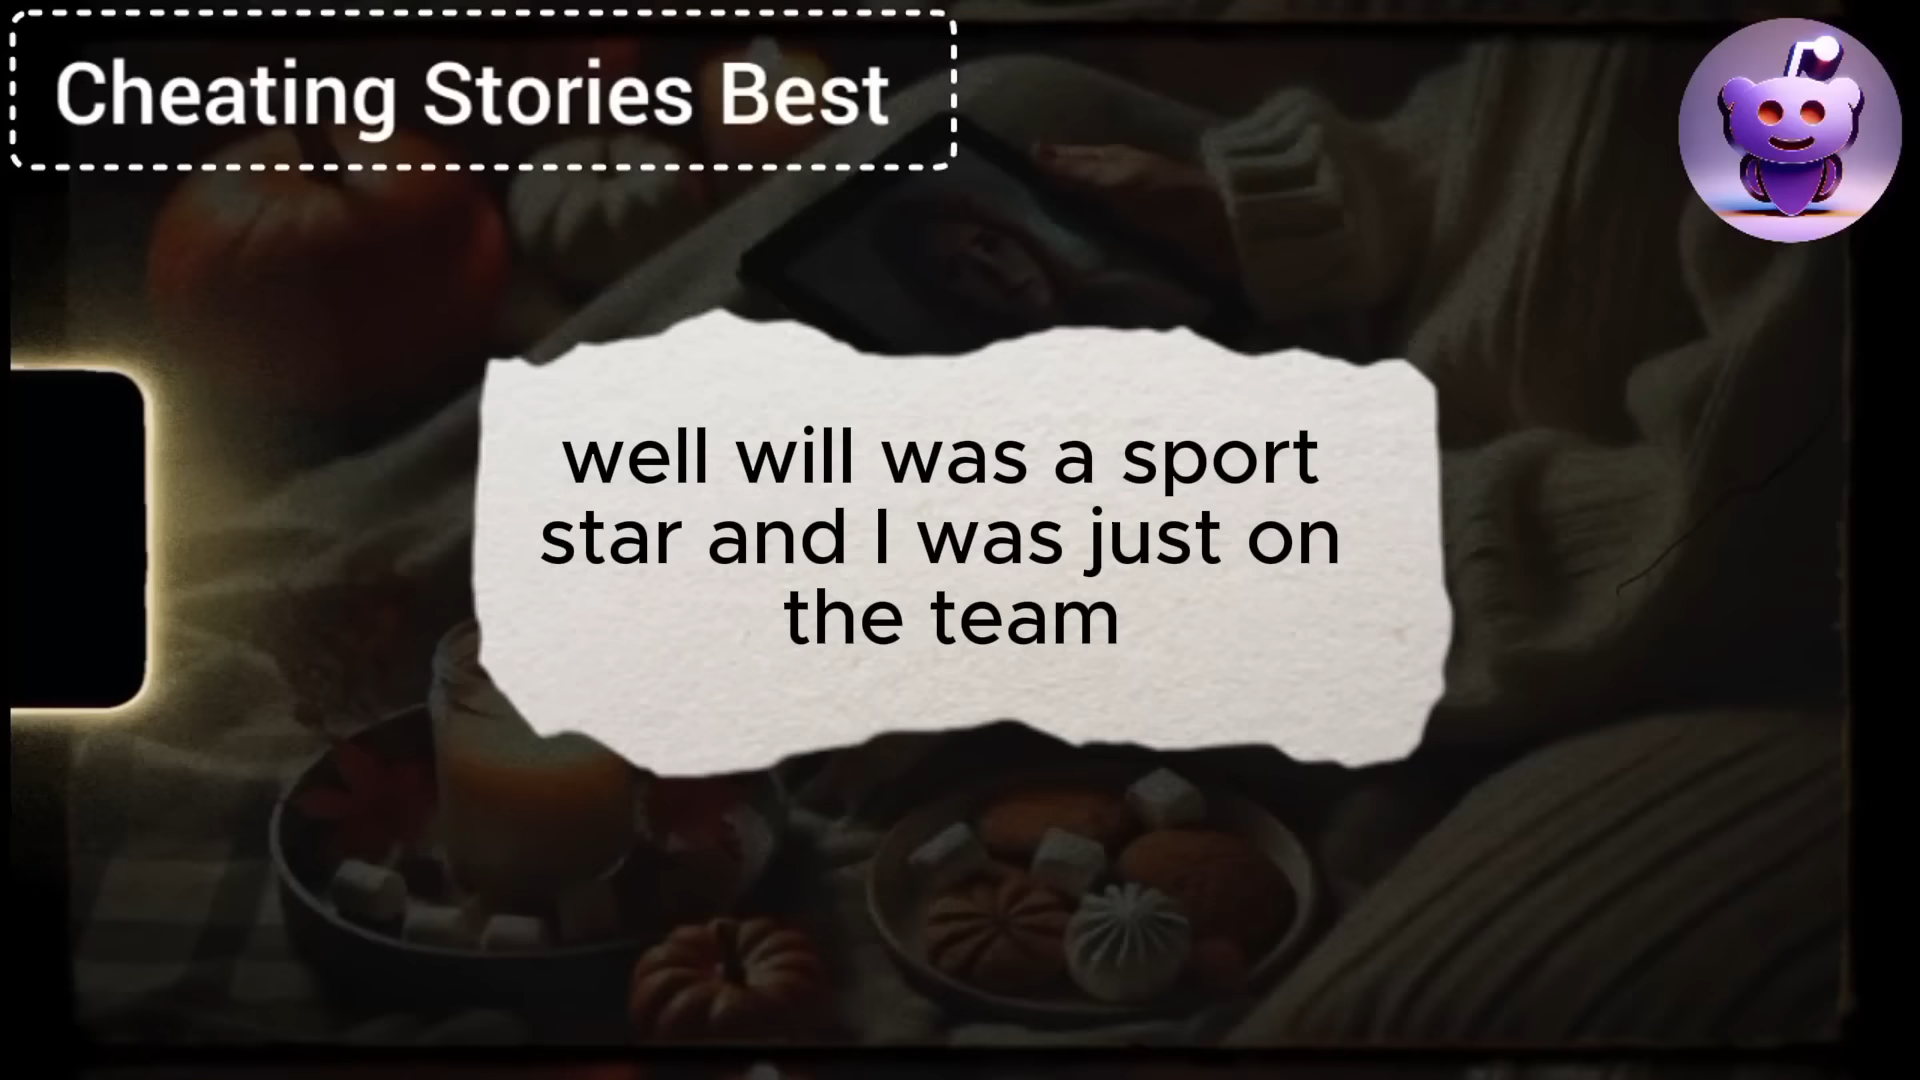 Cheating Stories Best
well will was a sport
star and I was just on
the team